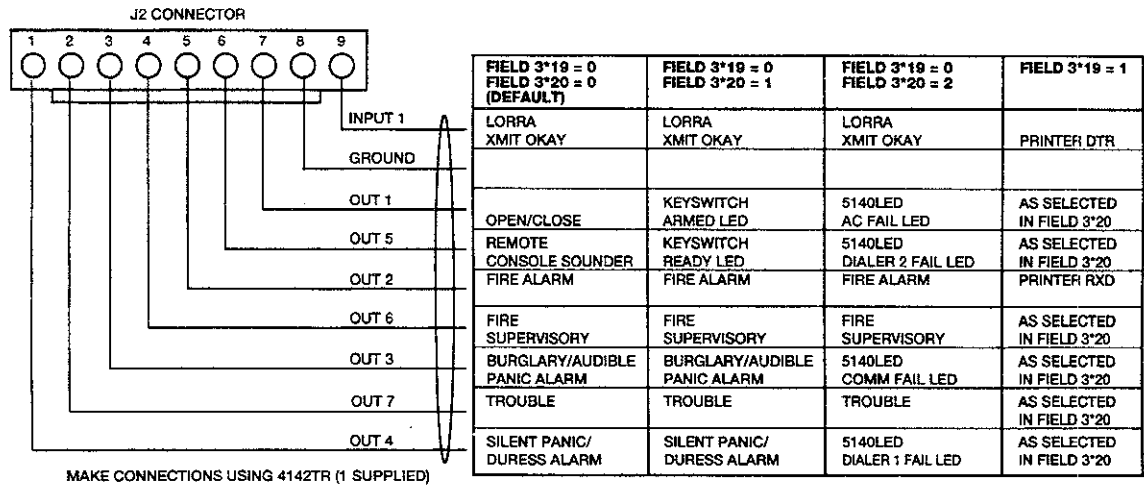 J2 CONNECTOR
1 2 3 4 5 6 7 8 9
FIELD 3*19 = 0 FIELD 3*19 = 0 FIELD 3*19 = 0 FIELD 3*19 = 1
FIELD 3*20 = 0 FIELD 3*20 = 1 FIELD 3*20 = 2
(DEFAULT)
INPUT 1 LORRA LORRA LORRA
XMIT OKAY XMIT OKAY XMIT OKAY PRINTER DTR
GROUND
OUT 1 KEYSWITCH 5140LED AS SELECTED
OPEN/CLOSE ARMED LED AC FAIL LED IN FIELD 3*20
OUT 5 REMOTE KEYSWITCH 5140LED AS SELECTED
CONSOLE SOUNDER READY LED DIALER 2 FAIL LED IN FIELD 3*20
OUT 2 FIRE ALARM FIRE ALARM FIRE ALARM PRINTER RXD
OUT 6 FIRE FIRE FIRE AS SELECTED
SUPERVISORY SUPERVISORY SUPERVISORY IN FIELD 3*20
OUT 3 BURGLARY/AUDIBLE BURGLARY/AUDIBLE 5140LED AS SELECTED
PANIC ALARM PANIC ALARM COMM FAIL LED IN FIELD 3*20
OUT 7 TROUBLE TROUBLE TROUBLE AS SELECTED
IN FIELD 3*20
OUT 4 SILENT PANIC/ SILENT PANIC/ 5140LED AS SELECTED
DURESS ALARM DURESS ALARM DIALER 1 FAIL LED IN FIELD 3*20
MAKE CONNECTIONS USING 4142TR (1 SUPPLIED)